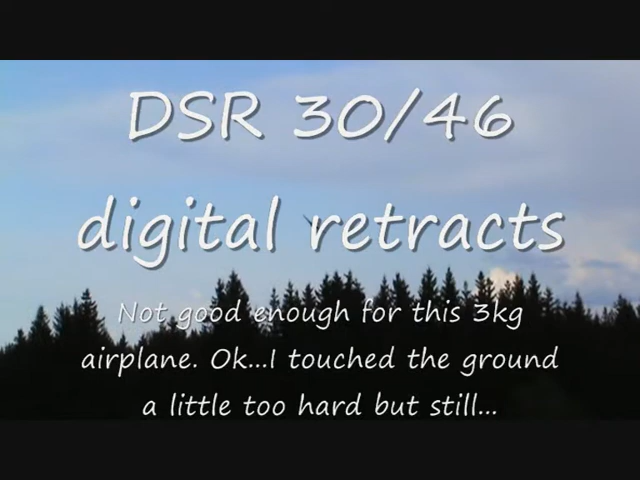 DSR 30/46
digital retracts
Not good enough for this 3kg
airplane. Ok...I touched the ground
a little too hard but still...